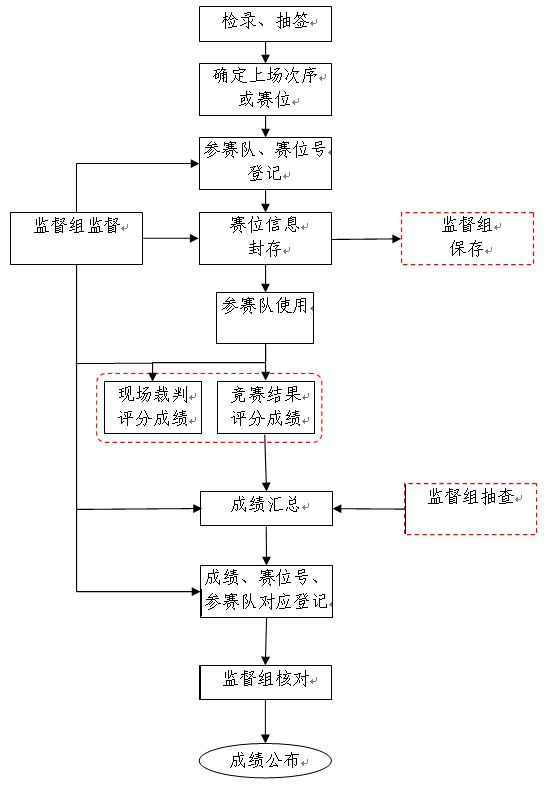 检录、抽签
确定上场次序
或赛位
参赛队、赛位号
登记
监督组监督
赛位信息
封存
监督组
保存
参赛队使用
现场裁判
评分成绩
竞赛结果
评分成绩
成绩汇总
监督组抽查
成绩、赛位号、
参赛队对应登记
监督组核对
成绩公布